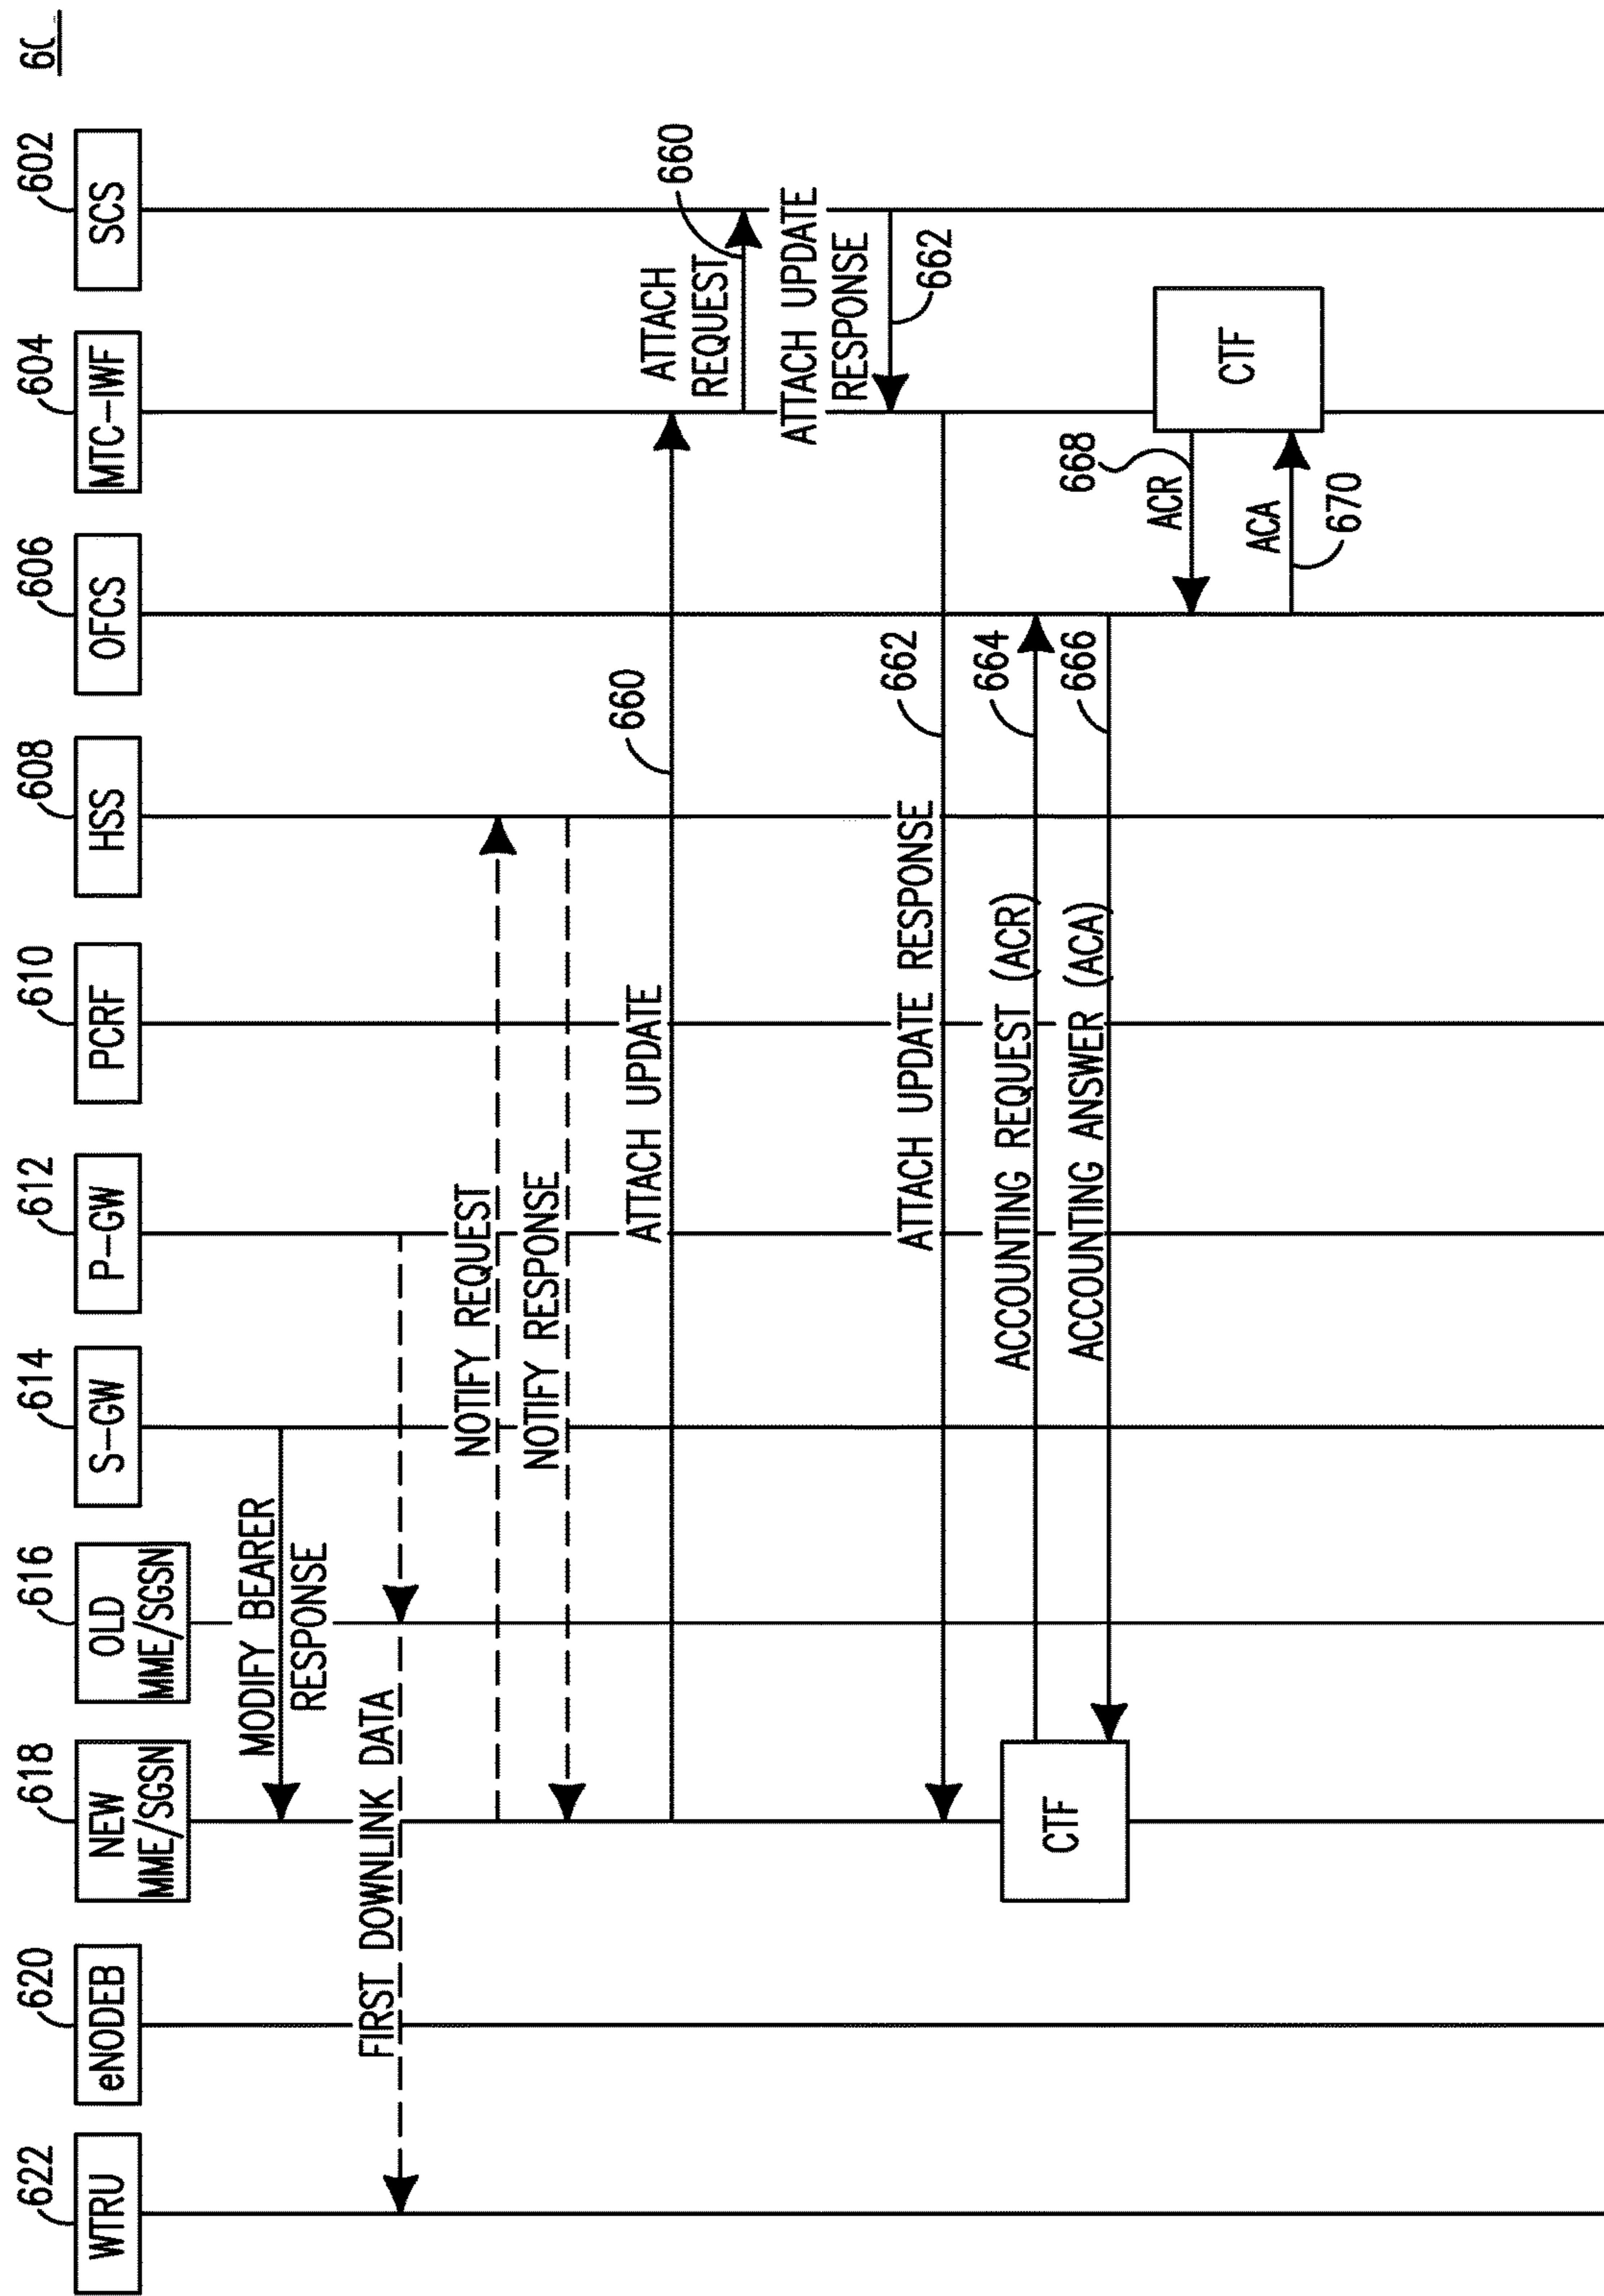 622
620
618
616
614
612
610
608
606
604
602
WTRU
eNODEB
NEW
MME/SGSN
OLD
MME/SGSN
S-GW
P-GW
PCRF
HSS
OFCS
MTC-IWF
SCS
MODIFY BEARER
RESPONSE
FIRST DOWNLINK DATA
NOTIFY REQUEST
NOTIFY RESPONSE
ATTACH UPDATE
660
ATTACH
REQUEST
660
ATTACH UPDATE
RESPONSE
662
ATTACH UPDATE RESPONSE
662
CTF
ACCOUNTING REQUEST (ACR)
664
ACCOUNTING ANSWER (ACA)
666
CTF
ACR
668
ACA
670